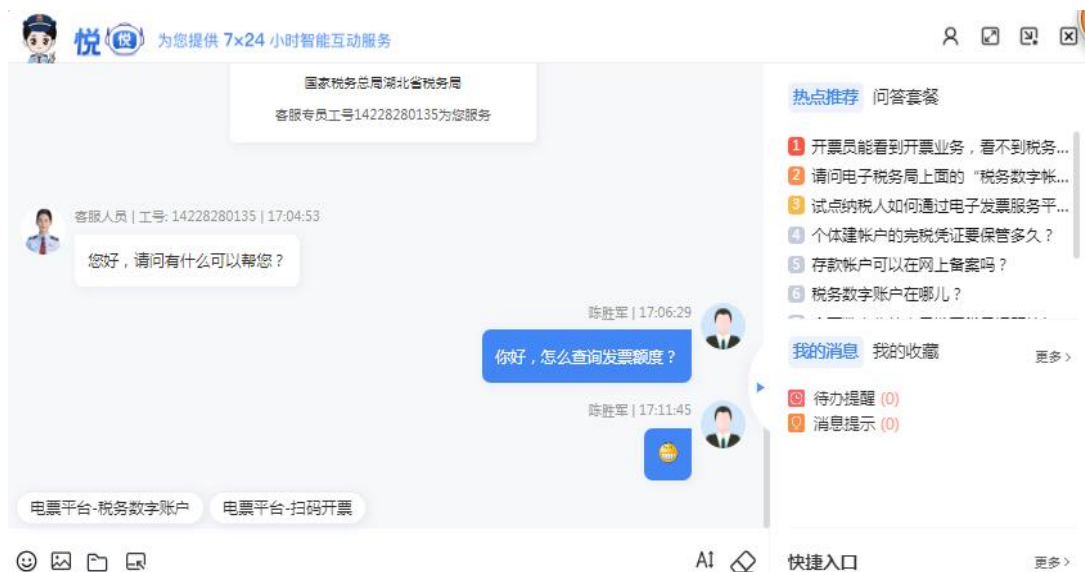 悦 悦 为您提供 7×24 小时智能互动服务
国家税务总局湖北省税务局
客服专员工号14228280135为您服务
客服人员 | 工号: 14228280135 | 17:04:53
您好，请问有什么可以帮您？
陈胜军 | 17:06:29
你好，怎么查询发票额度？
陈胜军 | 17:11:45
电票平台-税务数字账户 电票平台-扫码开票
热点推荐 问答套餐
1 开票员能看到开票业务，看不到税务...
2 请问电子税务局上面的“税务数字帐...
3 试点纳税人如何通过电子发票服务平...
4 个体建帐户的完税凭证要保管多久？
5 存款帐户可以在网上备案吗？
6 税务数字账户在哪儿？
我的消息 我的收藏 更多>
待办提醒 (0)
消息提示 (0)
快捷入口 更多>